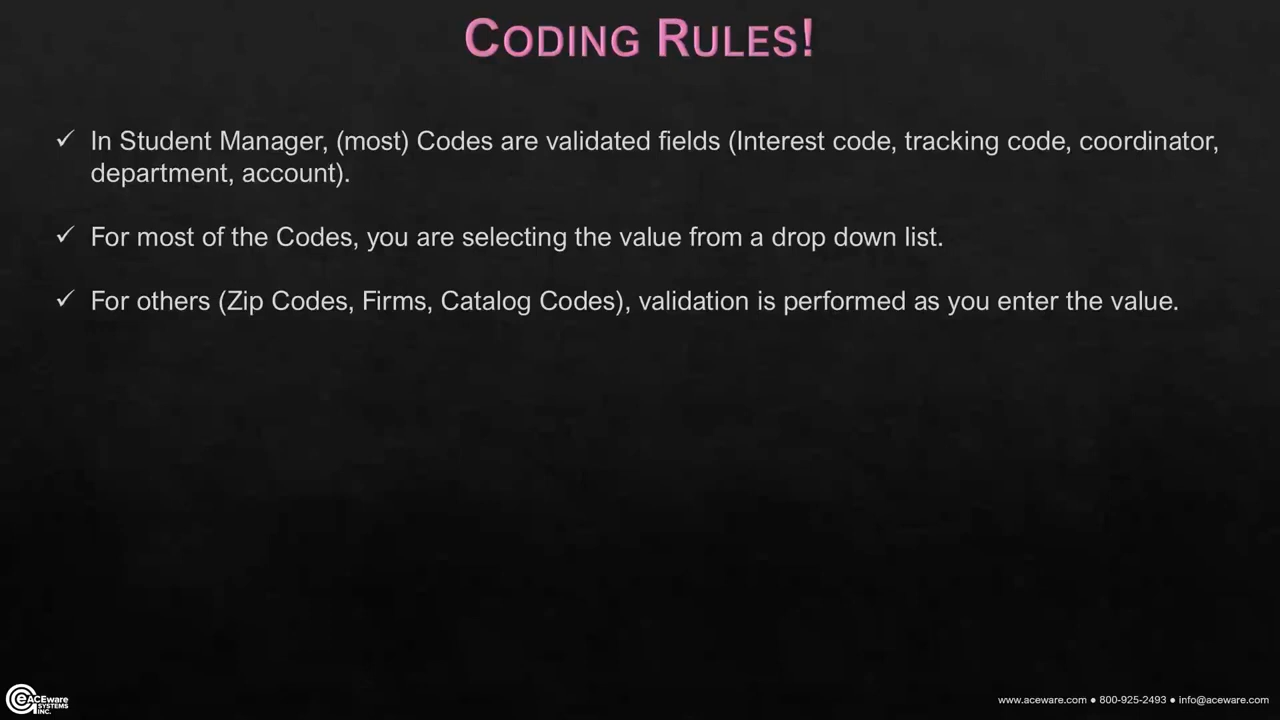 CODING RULES!
✓ In Student Manager, (most) Codes are validated fields (Interest code, tracking code, coordinator,
department, account).
✓ For most of the Codes, you are selecting the value from a drop down list.
✓ For others (Zip Codes, Firms, Catalog Codes), validation is performed as you enter the value.
ACEware
SYSTEMS
INC.
www.aceware.com ● 800-925-2493 ● info@aceware.com